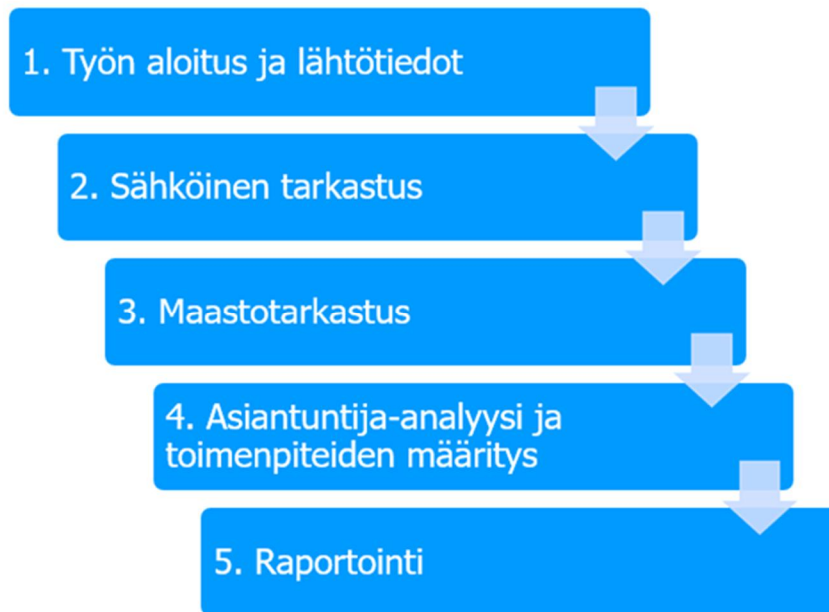 1. Työn aloitus ja lähtötiedot
2. Sähköinen tarkastus
3. Maastotarkastus
4. Asiantuntija-analyysi ja
toimenpiteiden määritys
5. Raportointi